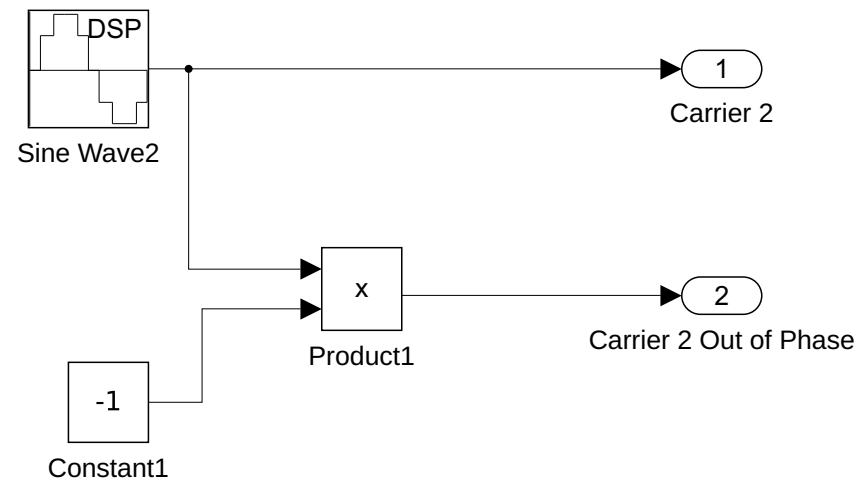 DSP
1
Carrier 2
Sine Wave2
x
2
Product1
Carrier 2 Out of Phase
-1
Constant1